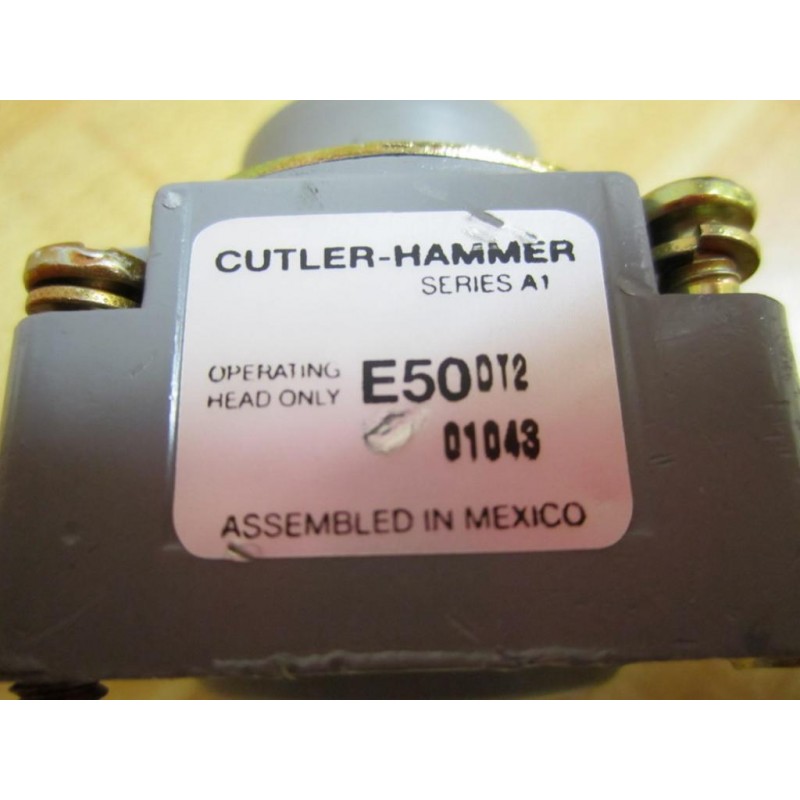 CUTLER-HAMMER
SERIES A1
OPERATING
HEAD ONLY
E50DT2
01043
ASSEMBLED IN MEXICO